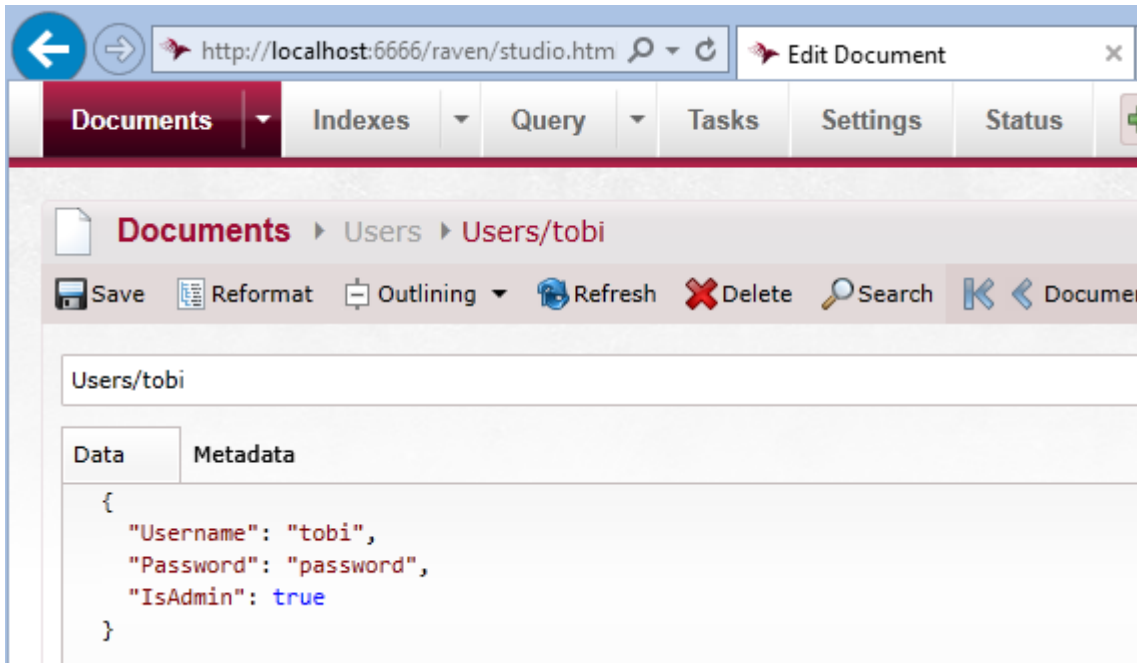 http://localhost:6666/raven/studio.htm Edit Document
Documents Indexes Query Tasks Settings Status
Documents Users Users/tobi
Save Reformat Outlining Refresh Delete Search Documen
Users/tobi
Data Metadata
{
"Username": "tobi",
"Password": "password",
"IsAdmin": true
}